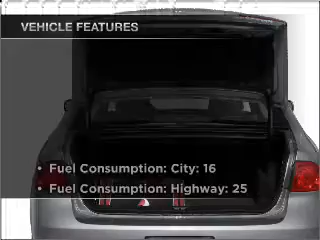 VEHICLE FEATURES
• Fuel Consumption: City: 16
• Fuel Consumption: Highway: 25